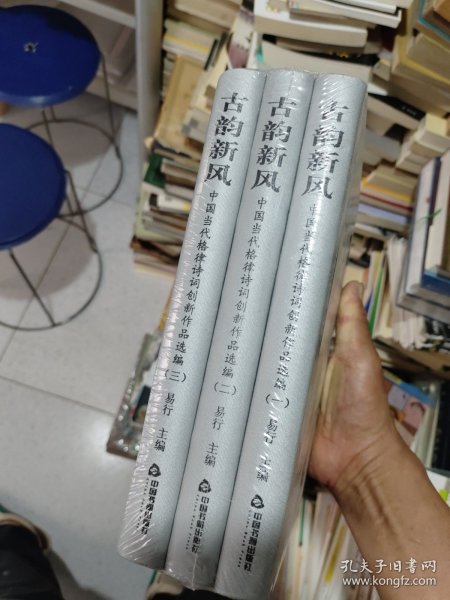 古韵新风
中国当代格律诗词创新作品选编(三)
易行 主编
中国书籍出版社
古韵新风
中国当代格律诗词创新作品选编(二)
易行 主编
中国书籍出版社
古韵新风
中国当代格律诗词创新作品选编(一)
易行 主编
中国书籍出版社
孔夫子旧书网
www.kongfz.com